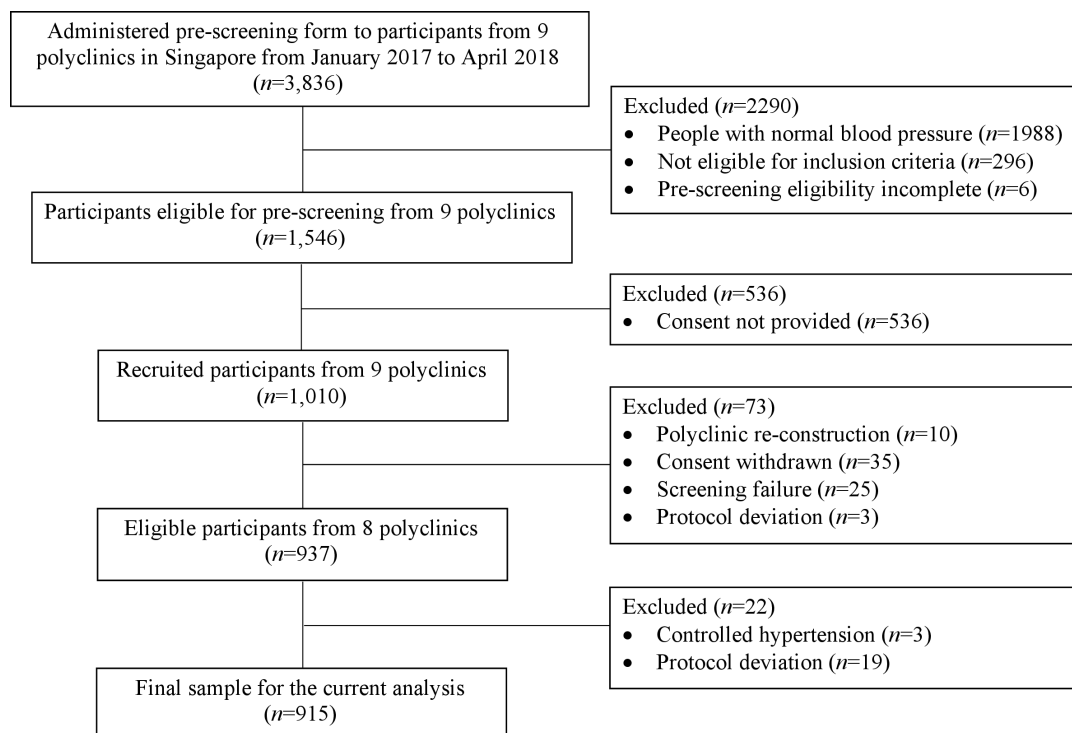 Administered pre-screening form to participants from 9
polyclinics in Singapore from January 2017 to April 2018
(n=3,836)
Excluded (n=2290)
• People with normal blood pressure (n=1988)
• Not eligible for inclusion criteria (n=296)
• Pre-screening eligibility incomplete (n=6)
Participants eligible for pre-screening from 9 polyclinics
(n=1,546)
Excluded (n=536)
• Consent not provided (n=536)
Recruited participants from 9 polyclinics
(n=1,010)
Excluded (n=73)
• Polyclinic re-construction (n=10)
• Consent withdrawn (n=35)
• Screening failure (n=25)
• Protocol deviation (n=3)
Eligible participants from 8 polyclinics
(n=937)
Excluded (n=22)
• Controlled hypertension (n=3)
• Protocol deviation (n=19)
Final sample for the current analysis
(n=915)